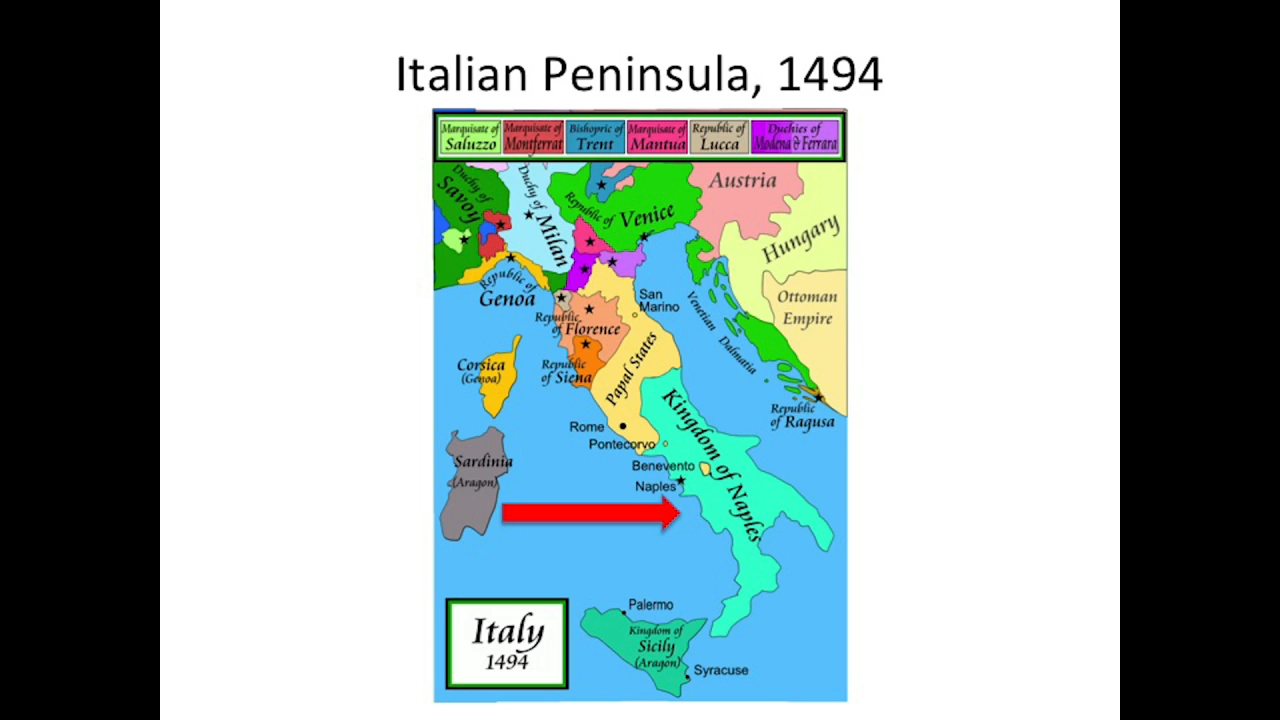 Italian Peninsula, 1494
Marquisate of
Saluzzo
Marquisate of
Montferrat
Bishopric of
Trent
Marquisate of
Mantua
Republic of
Lucca
Duchies of
Modena & Ferrara
Duchy of
Savoy
Duchy of
Milan
Republic of Venice
Austria
Hungary
Ottoman
Empire
Republic of
Genoa
San
Marino
Venetian Dalmatia
Republic
of Florence
Corsica
(Genoa)
Republic
of Siena
Papal States
Kingdom of Naples
Republic
of Ragusa
Rome
Pontecorvo
Sardinia
(Aragon)
Benevento
Naples
Palermo
Kingdom of
Sicily
(Aragon)
Syracuse
Italy
1494